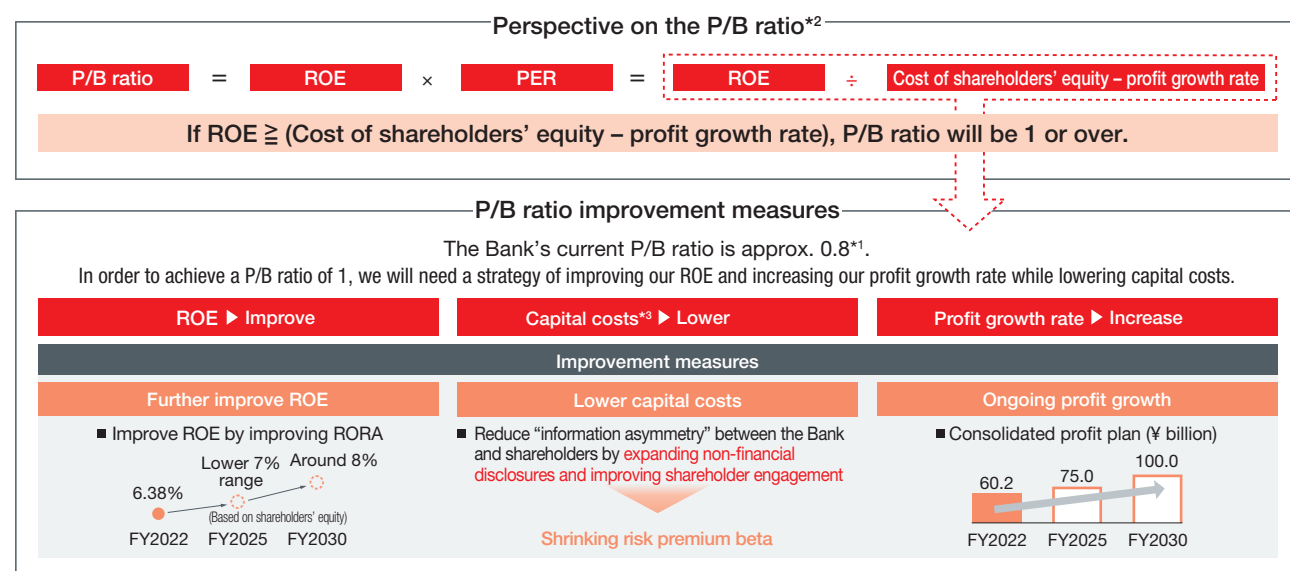 Perspective on the P/B ratio*2
P/B ratio = ROE × PER = ROE ÷ Cost of shareholders' equity – profit growth rate
If ROE ≧ (Cost of shareholders' equity – profit growth rate), P/B ratio will be 1 or over.
P/B ratio improvement measures
The Bank's current P/B ratio is approx. 0.8*1.
In order to achieve a P/B ratio of 1, we will need a strategy of improving our ROE and increasing our profit growth rate while lowering capital costs.
ROE ▶ Improve
Capital costs*3 ▶ Lower
Profit growth rate ▶ Increase
Improvement measures
Further improve ROE
■ Improve ROE by improving RORA
6.38%
Lower 7%
range
Around 8%
(Based on shareholders' equity)
FY2022 FY2025 FY2030
Lower capital costs
■ Reduce "information asymmetry" between the Bank
and shareholders by expanding non-financial
disclosures and improving shareholder engagement
Shrinking risk premium beta
Ongoing profit growth
■ Consolidated profit plan (¥ billion)
60.2 75.0 100.0
FY2022 FY2025 FY2030